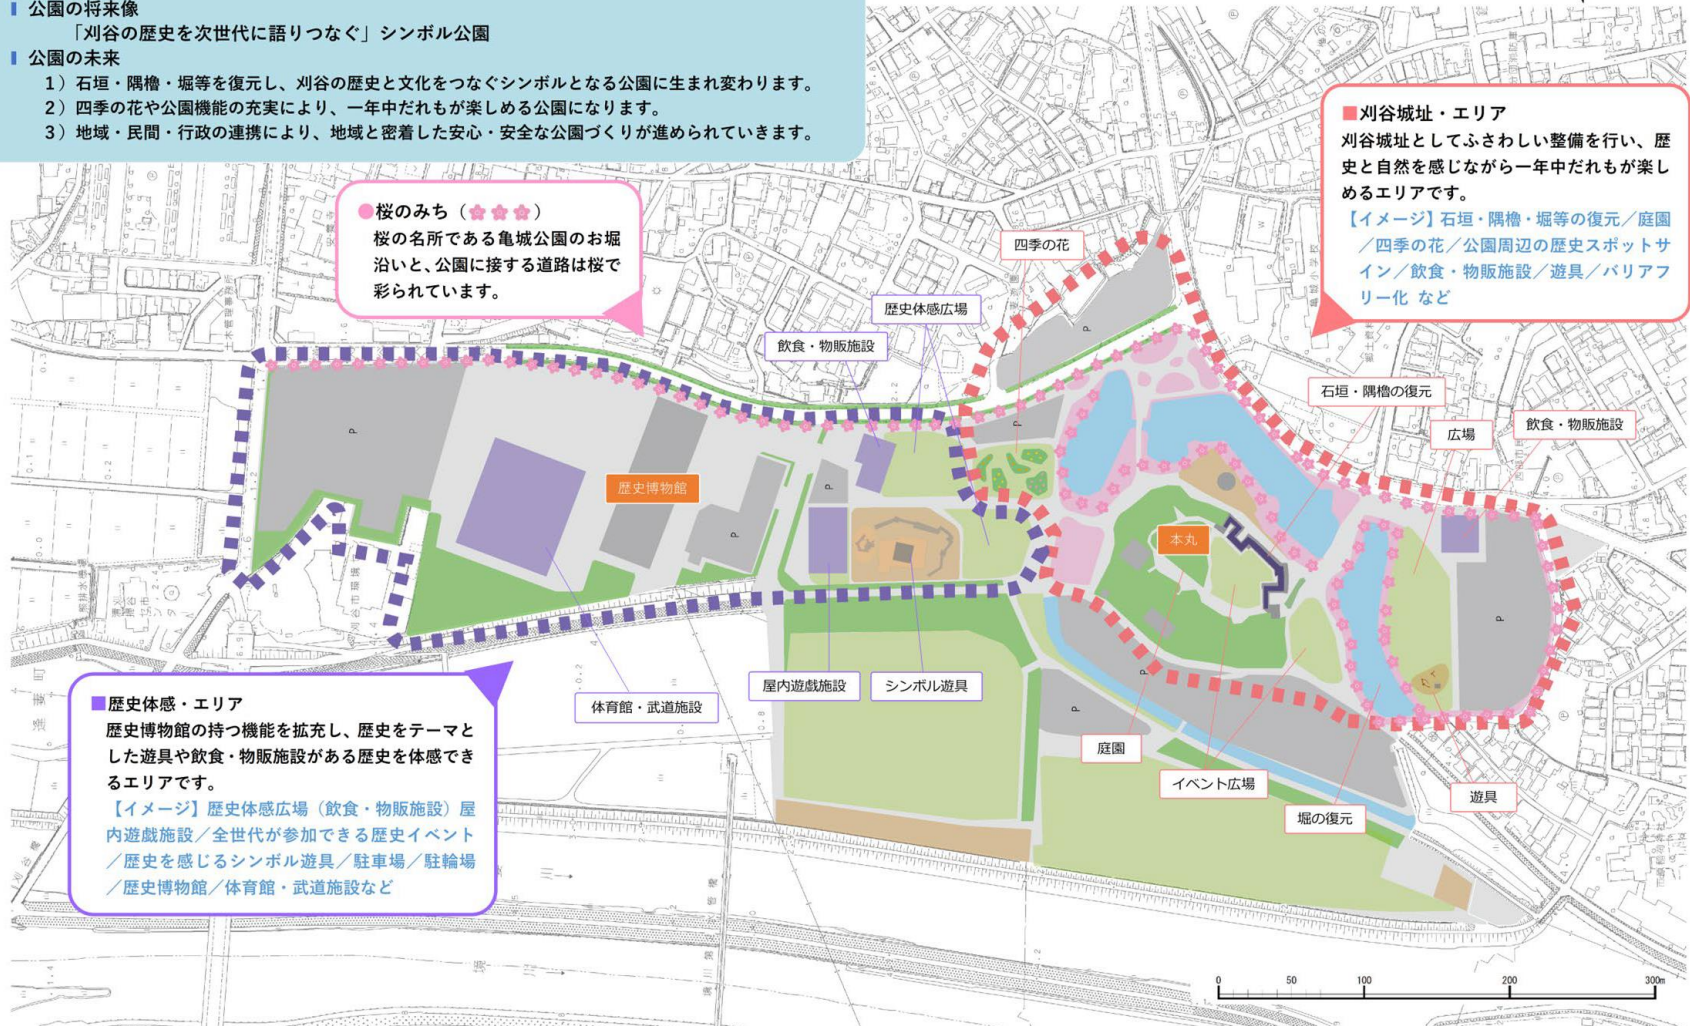 公園の将来像
「刈谷の歴史を次世代に語りつなぐ」シンボル公園
公園の未来
1）石垣・隅櫓・堀等を復元し、刈谷の歴史と文化をつなぐシンボルとなる公園に生まれ変わります。
2）四季の花や公園機能の充実により、一年中だれもが楽しめる公園になります。
3）地域・民間・行政の連携により、地域と密着した安心・安全な公園づくりが進められていきます。
●桜のみち（🌸🌸🌸）
桜の名所である亀城公園のお堀
沿いと、公園に接する道路は桜で
彩られています。
■刈谷城址・エリア
刈谷城址としてふさわしい整備を行い、歴
史と自然を感じながら一年中だれもが楽し
めるエリアです。
【イメージ】石垣・隅櫓・堀等の復元／庭園
／四季の花／公園周辺の歴史スポットサ
イン／飲食・物販施設／遊具／バリアフ
リー化 など
四季の花
歴史体感広場
飲食・物販施設
石垣・隅櫓の復元
広場
飲食・物販施設
歴史博物館
本丸
P
P
P
P
P
P
P
P
体育館・武道施設
屋内遊戯施設
シンボル遊具
庭園
イベント広場
堀の復元
遊具
■歴史体感・エリア
歴史博物館の持つ機能を拡充し、歴史をテーマと
した遊具や飲食・物販施設がある歴史を体感でき
るエリアです。
【イメージ】歴史体感広場（飲食・物販施設）屋
内遊戯施設／全世代が参加できる歴史イベント
／歴史を感じるシンボル遊具／駐車場／駐輪場
／歴史博物館／体育館・武道施設など
0 50 100 200 300m